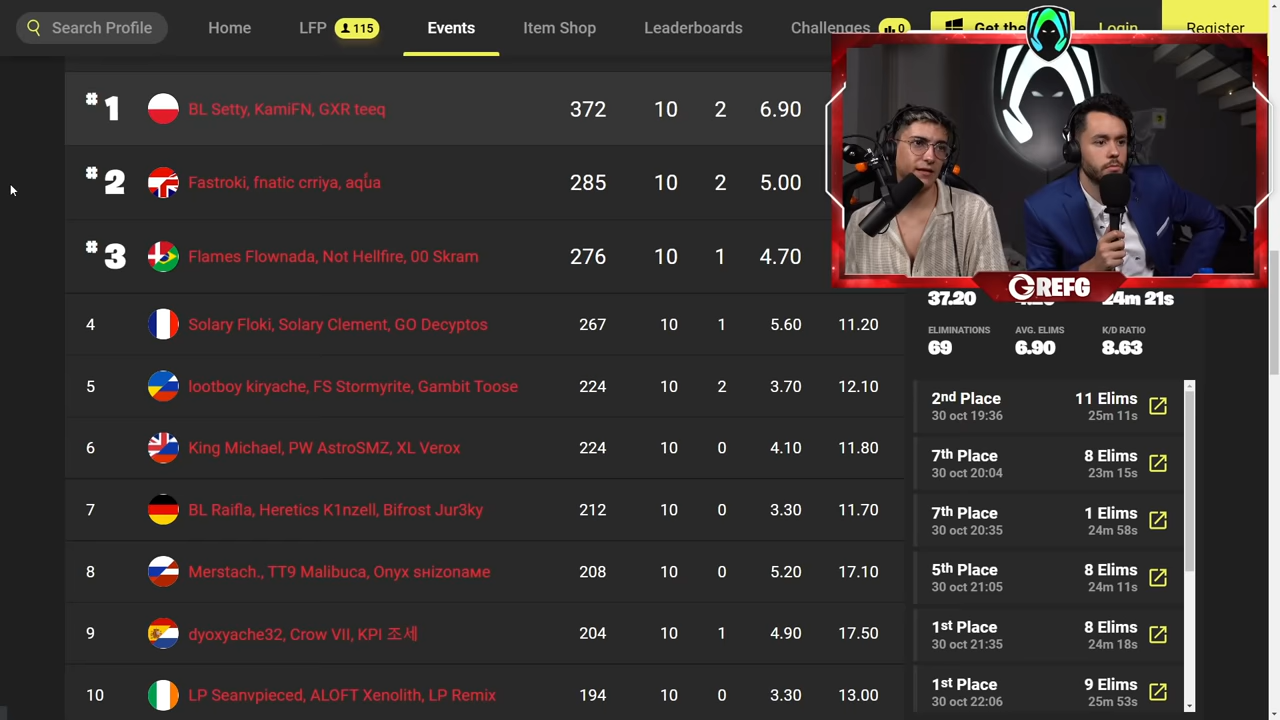 Search Profile Home LFP 115 Events Item Shop Leaderboards Challenges 0 Get the Login Register
#1 BL Setty, KamiFN, GXR teeq 372 10 2 6.90
#2 Fastroki, fnatic crriya, aqúa 285 10 2 5.00
#3 Flames Flownada, Not Hellfire, 00 Skram 276 10 1 4.70
4 Solary Floki, Solary Clement, GO Decyptos 267 10 1 5.60 11.20
5 lootboy kiryache, FS Stormyrite, Gambit Toose 224 10 2 3.70 12.10
6 King Michael, PW AstroSMZ, XL Verox 224 10 0 4.10 11.80
7 BL Raifla, Heretics K1nzell, Bifrost Jur3ky 212 10 0 3.30 11.70
8 Merstach., TT9 Malibuca, Onyx sнizonaмe 208 10 0 5.20 17.10
9 dyoxyache32, Crow VII, KPI 조세 204 10 1 4.90 17.50
10 LP Seanvpieced, ALOFT Xenolith, LP Remix 194 10 0 3.30 13.00
GREFG
37.20 24m 21s
ELIMINATIONS AVG. ELIMS K/D RATIO
69 6.90 8.63
2nd Place 11 Elims
30 oct 19:36 25m 11s
7th Place 8 Elims
30 oct 20:04 23m 15s
7th Place 1 Elims
30 oct 20:35 24m 58s
5th Place 8 Elims
30 oct 21:05 24m 11s
1st Place 8 Elims
30 oct 21:35 24m 18s
1st Place 9 Elims
30 oct 22:06 25m 53s